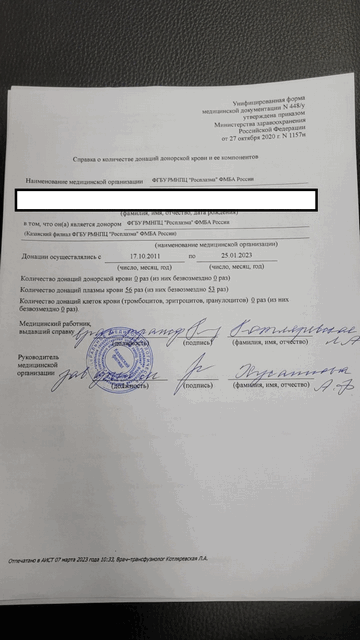 Унифицированная форма
медицинской документации N 448/у
утверждена приказом
Министерства здравоохранения
Российской Федерации
от 27 октября 2020 г. N 1157н
Справка о количестве донаций донорской крови и ее компонентов
Наименование медицинской организации ФГБУ РМНПЦ "Росплазма" ФМБА России
(фамилия, имя, отчество, дата рождения)
в том, что он(а) является донором ФГБУ РМНПЦ "Росплазма" ФМБА России
(Казанский филиал ФГБУ РМНПЦ "Росплазма" ФМБА России)
(наименование медицинской организации)
Донации осуществлялись с 17.10.2011 по 25.01.2023
(число, месяц, год) (число, месяц, год)
Количество донаций донорской крови 0 раз (из них безвозмездно 0 раз)
Количество донаций плазмы крови 56 раз (из них безвозмездно 53 раз)
Количество донаций клеток крови (тромбоцитов, эритроцитов, гранулоцитов) 0 раз (из них
безвозмездно 0 раз)
Медицинский работник,
выдавший справку Котляревская
Л.А.
(должность) (подпись) (фамилия, имя, отчество)
Руководитель
медицинской
организации зав
(должность) (подпись) (фамилия, имя, отчество)
Отпечатано в АИСТ 07 марта 2023 года 10:33, Врач-трансфузиолог Котляревская Л.А.